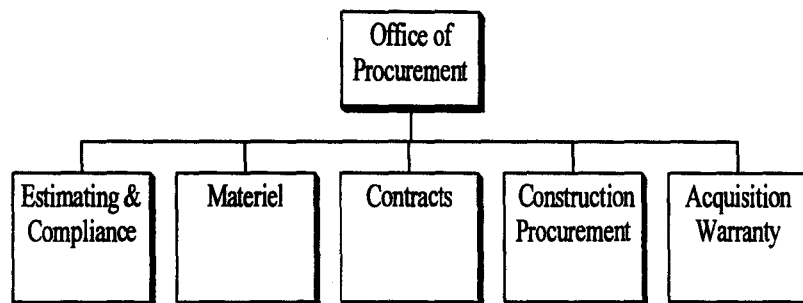 Office of
Procurement
Estimating &
Compliance
Materiel
Contracts
Construction
Procurement
Acquisition
Warranty